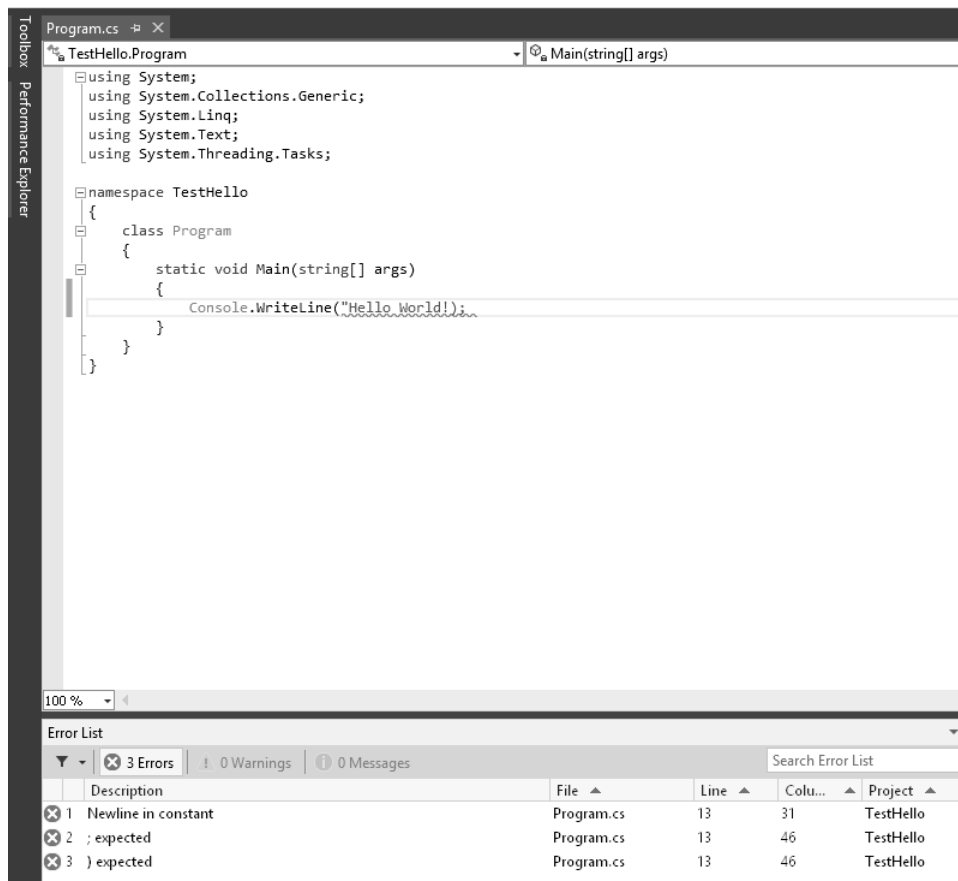 Toolbox
Performance Explorer
Program.cs
TestHello.Program
Main(string[] args)
using System;
using System.Collections.Generic;
using System.Linq;
using System.Text;
using System.Threading.Tasks;
namespace TestHello
{
class Program
{
static void Main(string[] args)
{
Console.WriteLine("Hello World!);
}
}
}
100 %
Error List
3 Errors 0 Warnings 0 Messages Search Error List
Description File Line Colu... Project
1 Newline in constant Program.cs 13 31 TestHello
2 ; expected Program.cs 13 46 TestHello
3 ) expected Program.cs 13 46 TestHello